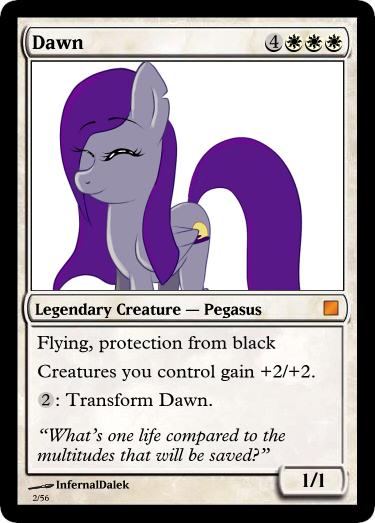 Dawn 4
Legendary Creature — Pegasus
Flying, protection from black
Creatures you control gain +2/+2.
2: Transform Dawn.
“What’s one life compared to the
multitudes that will be saved?”
1/1
InfernalDalek
2/56